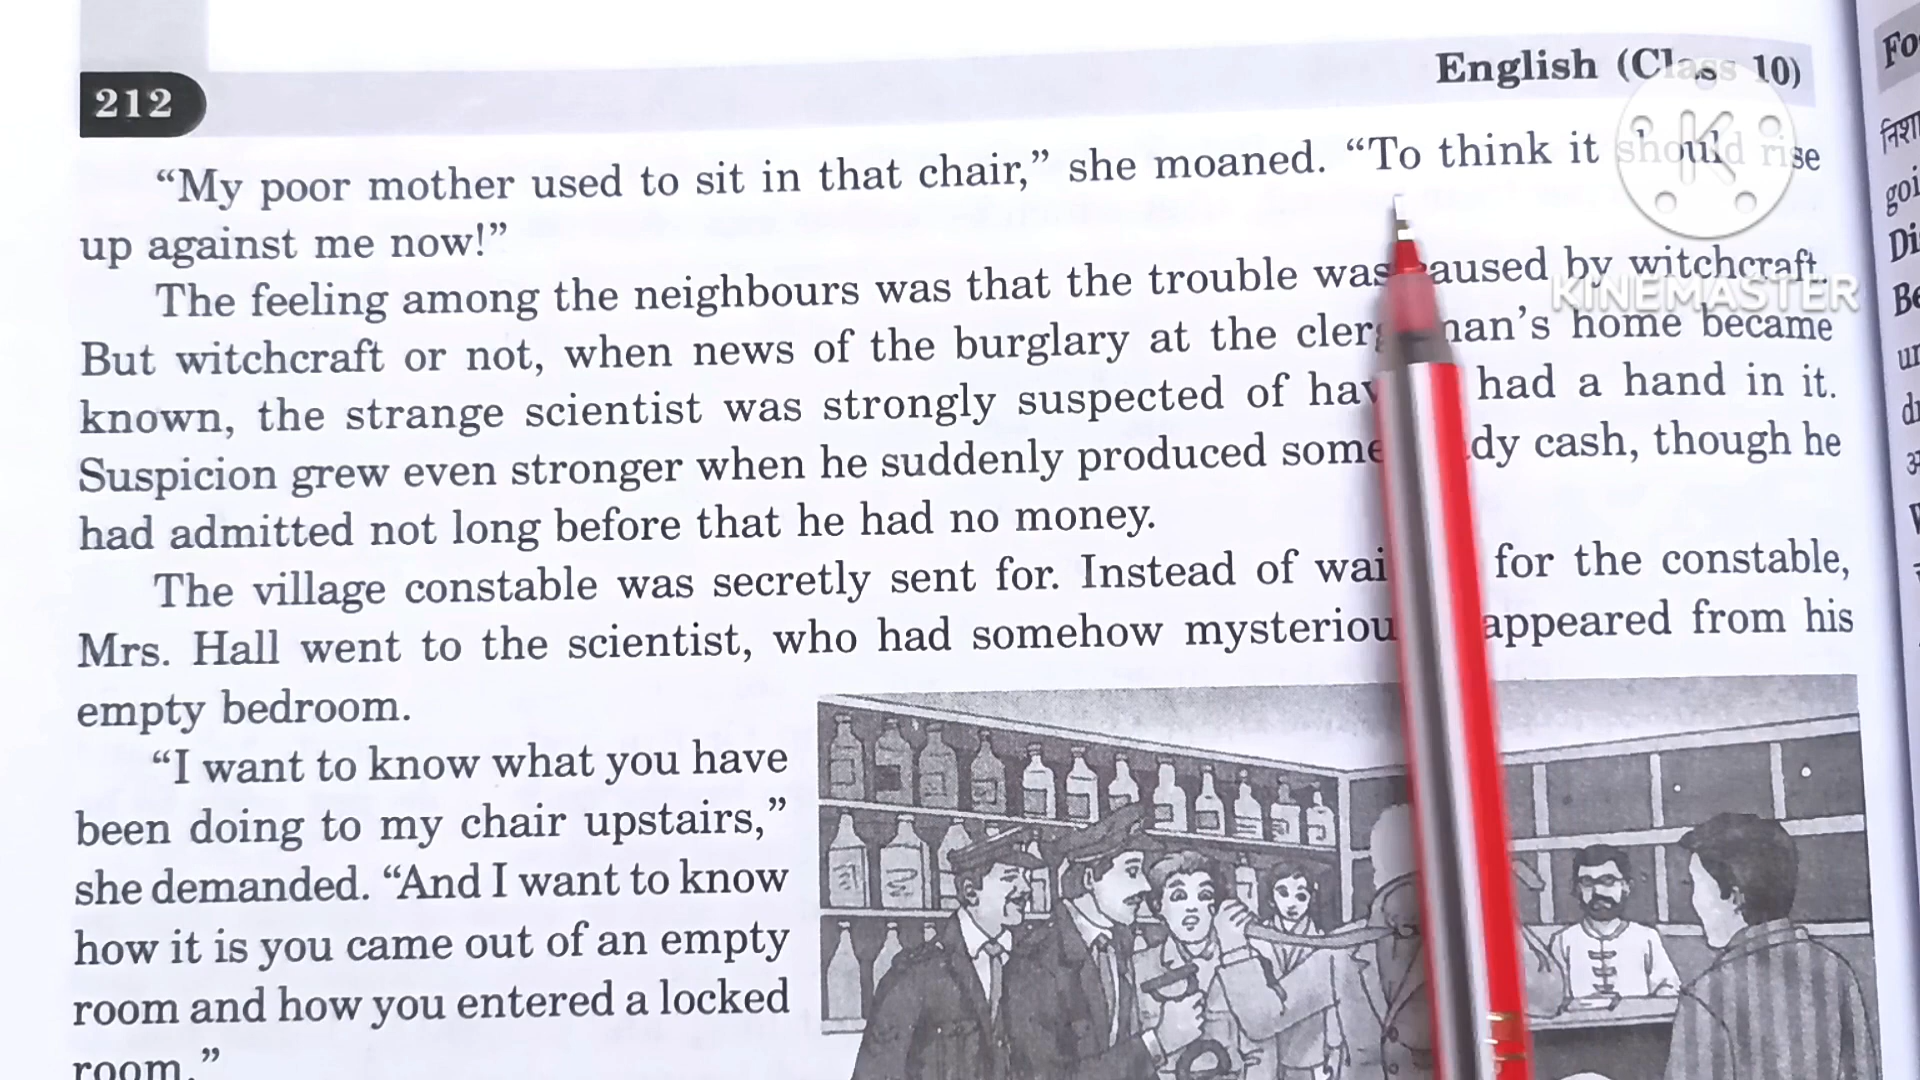 212
English (Class 10)
“My poor mother used to sit in that chair,” she moaned. “To think it should rise
up against me now!”
The feeling among the neighbours was that the trouble was caused by witchcraft.
But witchcraft or not, when news of the burglary at the clergyman’s home became
known, the strange scientist was strongly suspected of having had a hand in it.
Suspicion grew even stronger when he suddenly produced some ready cash, though he
had admitted not long before that he had no money.
The village constable was secretly sent for. Instead of waiting for the constable,
Mrs. Hall went to the scientist, who had somehow mysteriously appeared from his
empty bedroom.
“I want to know what you have
been doing to my chair upstairs,”
she demanded. “And I want to know
how it is you came out of an empty
room and how you entered a locked
room.”
KINEMASTER
Fo
निशा
goi
Di
Be